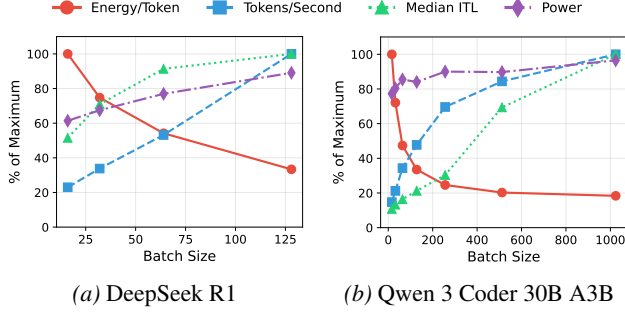 Energy/Token Tokens/Second Median ITL Power
% of Maximum
100
80
60
40
20
0
25 50 75 100 125
Batch Size
(a) DeepSeek R1
% of Maximum
100
80
60
40
20
0
0 200 400 600 800 1000
Batch Size
(b) Qwen 3 Coder 30B A3B